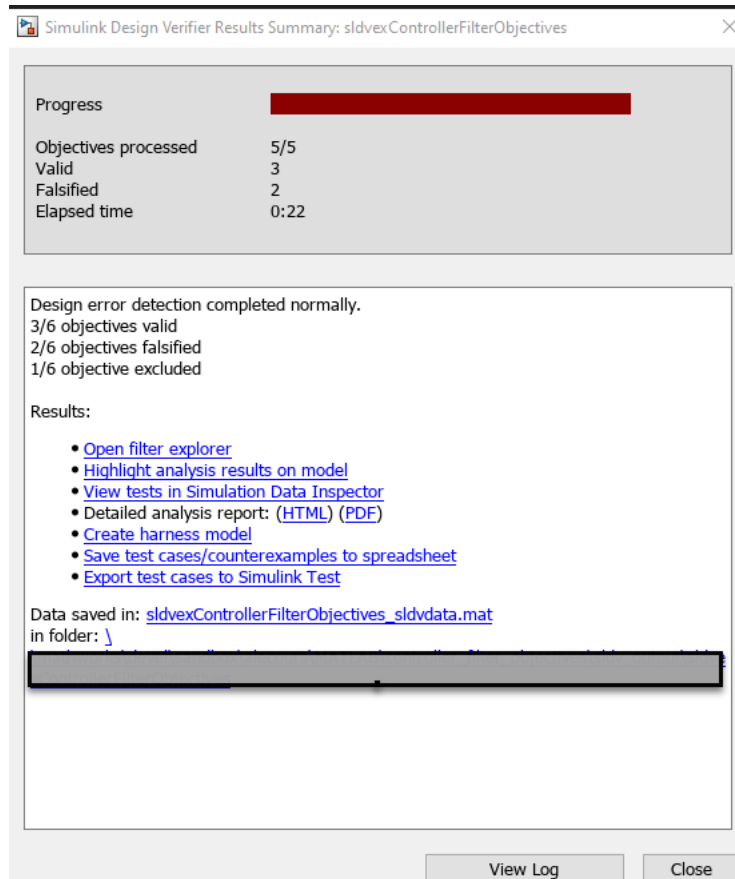 Simulink Design Verifier Results Summary: sldvexControllerFilterObjectives
Progress
Objectives processed 5/5
Valid 3
Falsified 2
Elapsed time 0:22
Design error detection completed normally.
3/6 objectives valid
2/6 objectives falsified
1/6 objective excluded
Results:
• Open filter explorer
• Highlight analysis results on model
• View tests in Simulation Data Inspector
• Detailed analysis report: (HTML) (PDF)
• Create harness model
• Save test cases/counterexamples to spreadsheet
• Export test cases to Simulink Test
Data saved in: sldvexControllerFilterObjectives_sldvdata.mat
in folder: \
View Log Close